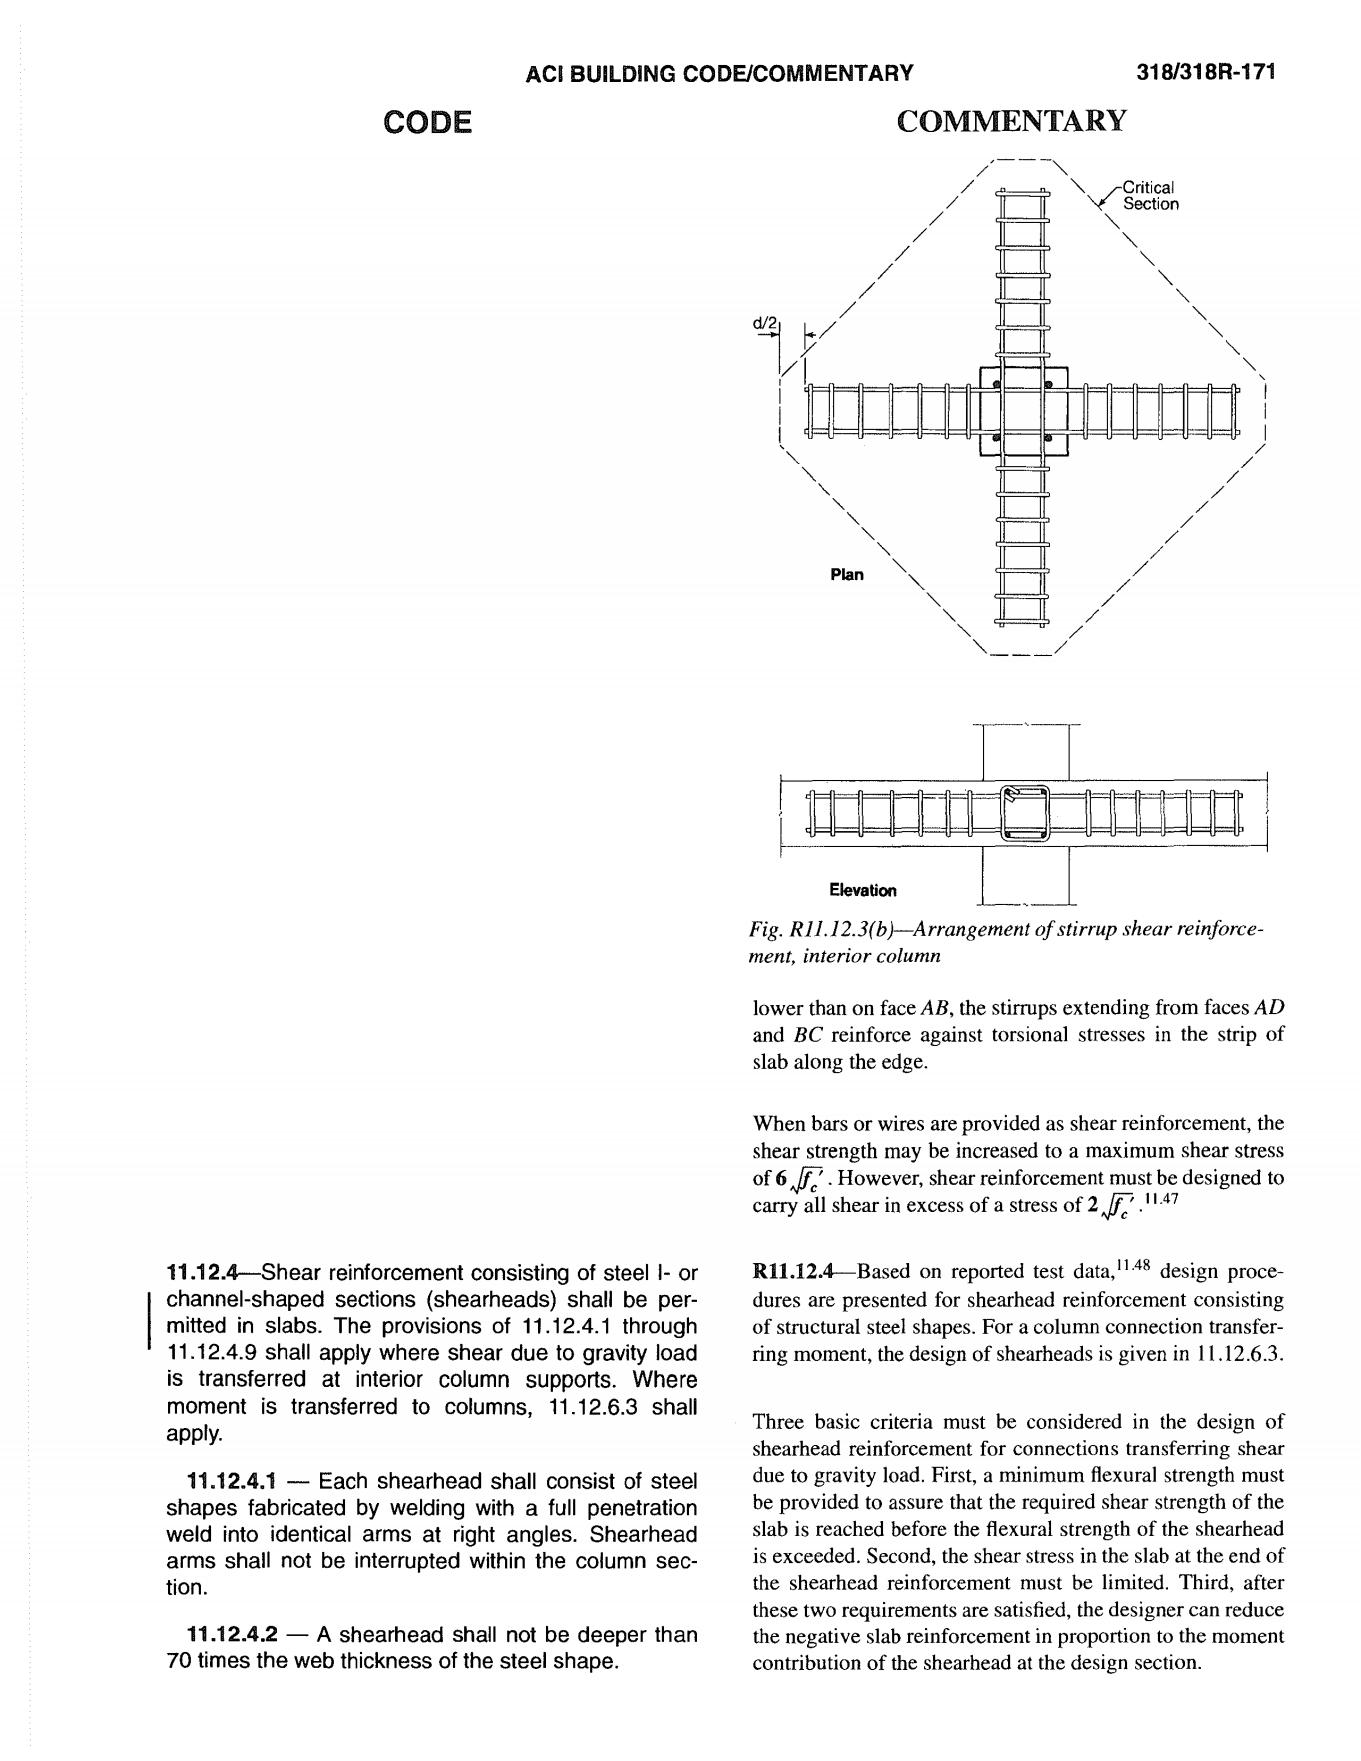 ACI BUILDING CODE/COMMENTARY 318/318R-171
CODE
COMMENTARY
Critical
Section
d/2
Plan
Elevation
Fig. R11.12.3(b)—Arrangement of stirrup shear reinforce-
ment, interior column
lower than on face AB, the stirrups extending from faces AD
and BC reinforce against torsional stresses in the strip of
slab along the edge.
When bars or wires are provided as shear reinforcement, the
shear strength may be increased to a maximum shear stress
of 6√fc′. However, shear reinforcement must be designed to
carry all shear in excess of a stress of 2√fc′.11.47
11.12.4—Shear reinforcement consisting of steel I- or
channel-shaped sections (shearheads) shall be per-
mitted in slabs. The provisions of 11.12.4.1 through
11.12.4.9 shall apply where shear due to gravity load
is transferred at interior column supports. Where
moment is transferred to columns, 11.12.6.3 shall
apply.
11.12.4.1 — Each shearhead shall consist of steel
shapes fabricated by welding with a full penetration
weld into identical arms at right angles. Shearhead
arms shall not be interrupted within the column sec-
tion.
11.12.4.2 — A shearhead shall not be deeper than
70 times the web thickness of the steel shape.
R11.12.4—Based on reported test data,11.48 design proce-
dures are presented for shearhead reinforcement consisting
of structural steel shapes. For a column connection transfer-
ring moment, the design of shearheads is given in 11.12.6.3.
Three basic criteria must be considered in the design of
shearhead reinforcement for connections transferring shear
due to gravity load. First, a minimum flexural strength must
be provided to assure that the required shear strength of the
slab is reached before the flexural strength of the shearhead
is exceeded. Second, the shear stress in the slab at the end of
the shearhead reinforcement must be limited. Third, after
these two requirements are satisfied, the designer can reduce
the negative slab reinforcement in proportion to the moment
contribution of the shearhead at the design section.